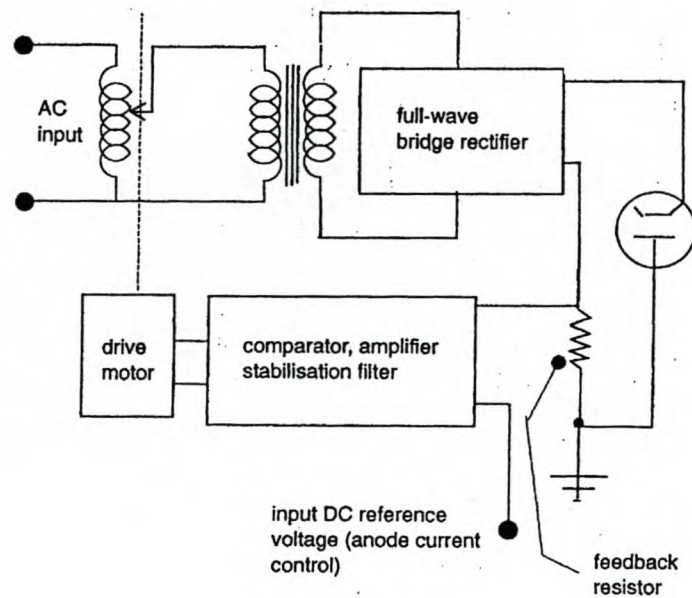 AC
input
full-wave
bridge rectifier
drive
motor
comparator, amplifier
stabilisation filter
input DC reference
voltage (anode current
control)
feedback
resistor